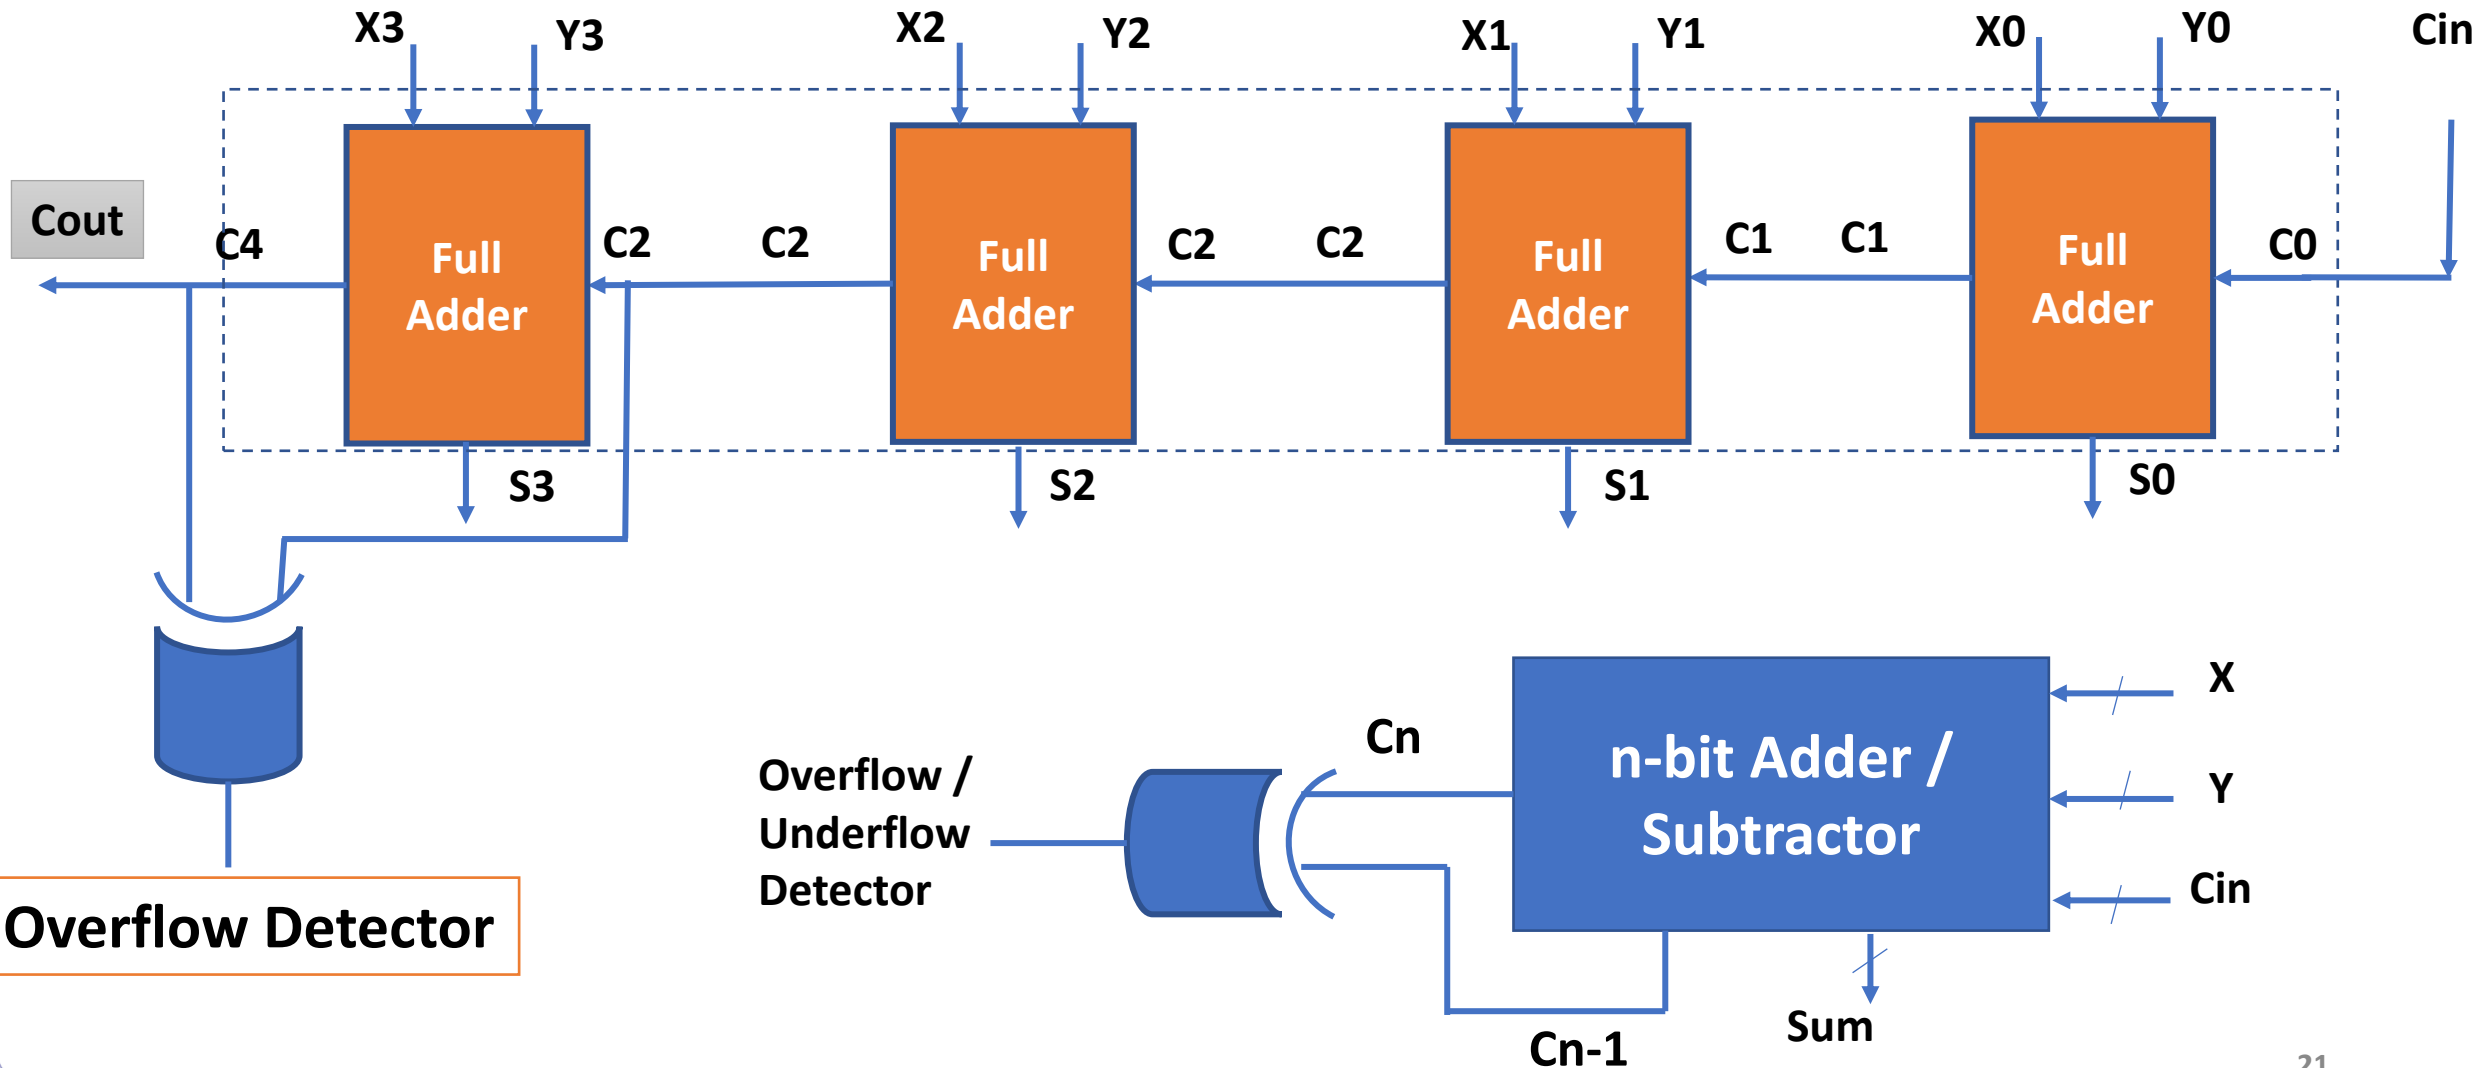 X3 Y3 X2 Y2 X1 Y1 X0 Y0 Cin
Cout
C4 C2 C2 C2 C2 C1 C1 C0
Full
Adder
Full
Adder
Full
Adder
Full
Adder
S3 S2 S1 S0
Overflow Detector
Overflow /
Underflow
Detector
Cn
n-bit Adder /
Subtractor
X
Y
Cin
Cn-1
Sum
21